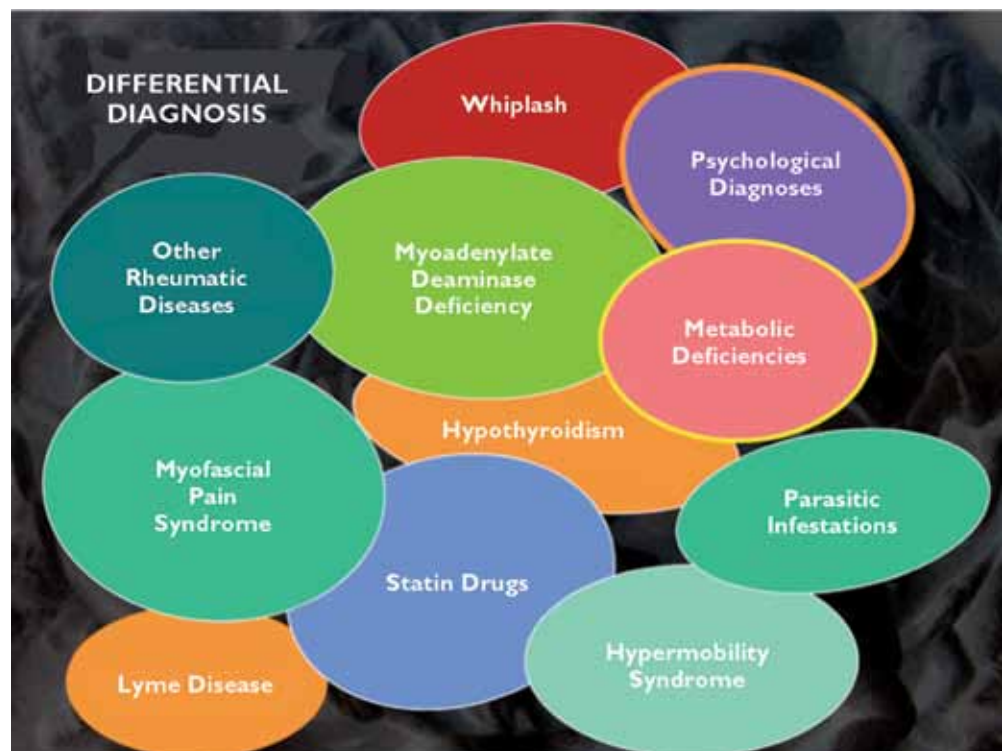 DIFFERENTIAL
DIAGNOSIS
Whiplash
Psychological
Diagnoses
Other
Rheumatic
Diseases
Myoadenylate
Deaminase
Deficiency
Metabolic
Deficiencies
Hypothyroidism
Myofascial
Pain
Syndrome
Parasitic
Infestations
Statin Drugs
Hypermobility
Syndrome
Lyme Disease